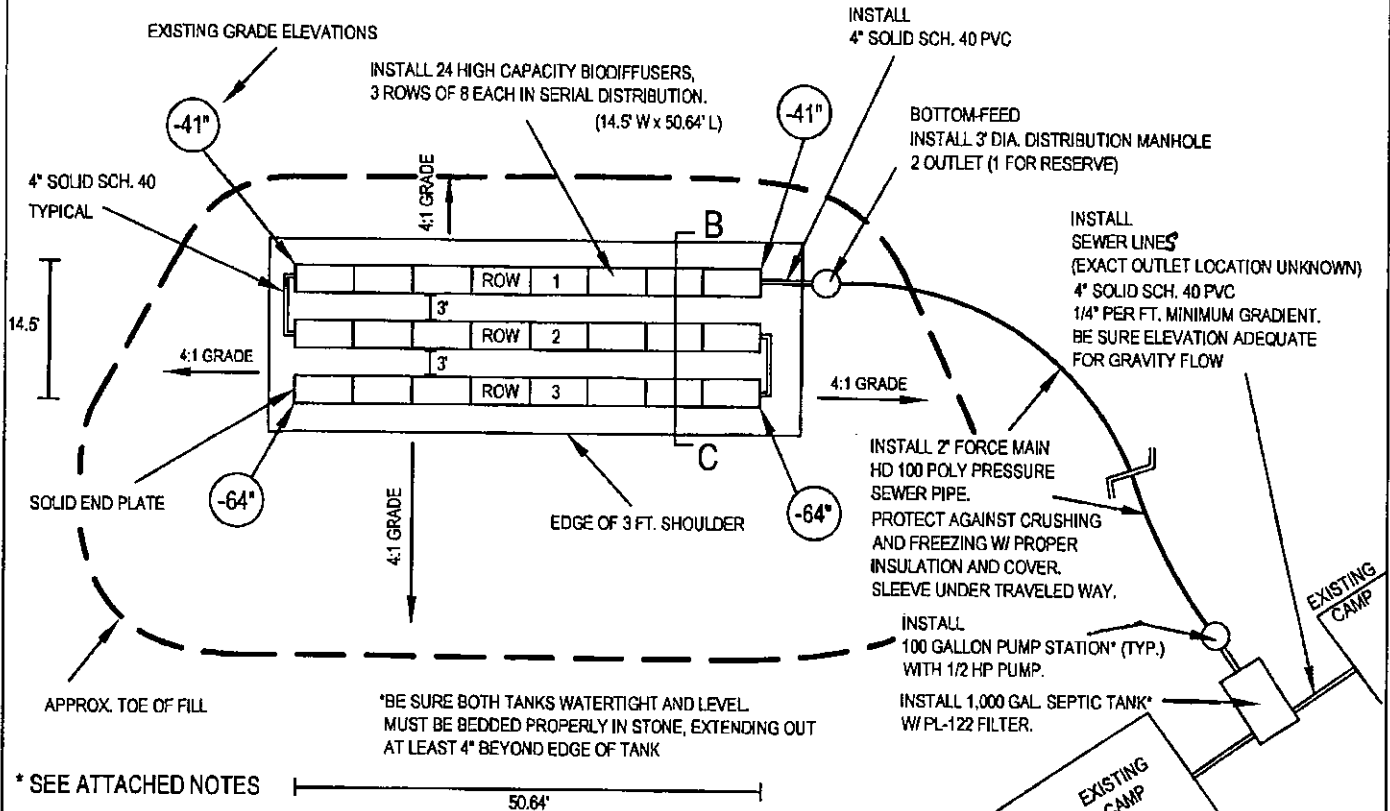 EXISTING GRADE ELEVATIONS
INSTALL
4" SOLID SCH. 40 PVC
INSTALL 24 HIGH CAPACITY BIODIFFUSERS,
3 ROWS OF 8 EACH IN SERIAL DISTRIBUTION.
(14.5' W x 50.64' L)
-41"
-41"
BOTTOM-FEED
INSTALL 3' DIA. DISTRIBUTION MANHOLE
2 OUTLET (1 FOR RESERVE)
4" SOLID SCH. 40
TYPICAL
4:1 GRADE
INSTALL
SEWER LINES
(EXACT OUTLET LOCATION UNKNOWN)
4" SOLID SCH. 40 PVC
1/4" PER FT. MINIMUM GRADIENT.
BE SURE ELEVATION ADEQUATE
FOR GRAVITY FLOW
B
ROW 1
3'
14.5'
ROW 2
3'
4:1 GRADE
ROW 3
4:1 GRADE
C
SOLID END PLATE
-64"
-64"
4:1 GRADE
EDGE OF 3 FT. SHOULDER
INSTALL 2" FORCE MAIN
HD 100 POLY PRESSURE
SEWER PIPE.
PROTECT AGAINST CRUSHING
AND FREEZING W/ PROPER
INSULATION AND COVER.
SLEEVE UNDER TRAVELED WAY.
EXISTING
CAMP
INSTALL
100 GALLON PUMP STATION* (TYP.)
WITH 1/2 HP PUMP.
INSTALL 1,000 GAL. SEPTIC TANK*
W/ PL-122 FILTER.
APPROX. TOE OF FILL
*BE SURE BOTH TANKS WATERTIGHT AND LEVEL.
MUST BE BEDDED PROPERLY IN STONE, EXTENDING OUT
AT LEAST 4" BEYOND EDGE OF TANK
* SEE ATTACHED NOTES
50.64'
EXISTING
CAMP